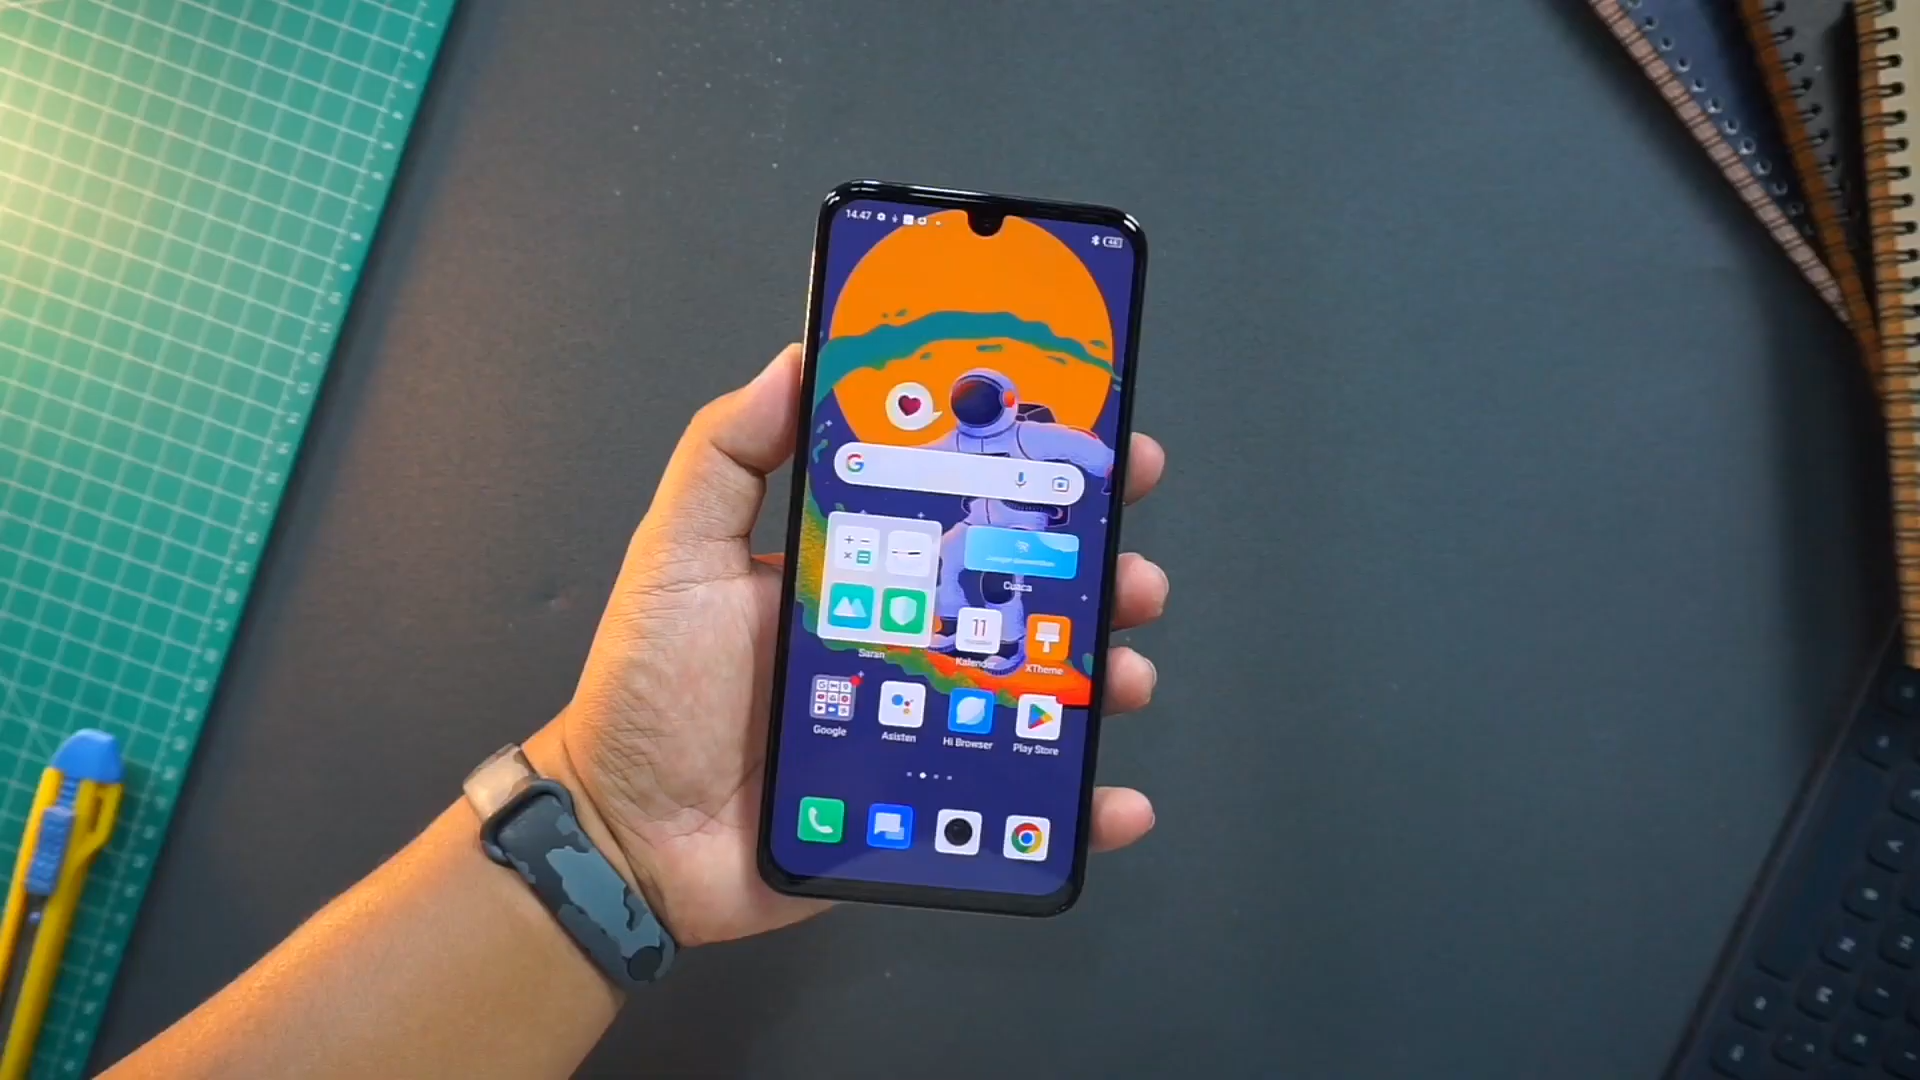 14.47
Cuaca
11
Saran
Kalender
XTheme
Google
Asisten
Hi Browser
Play Store